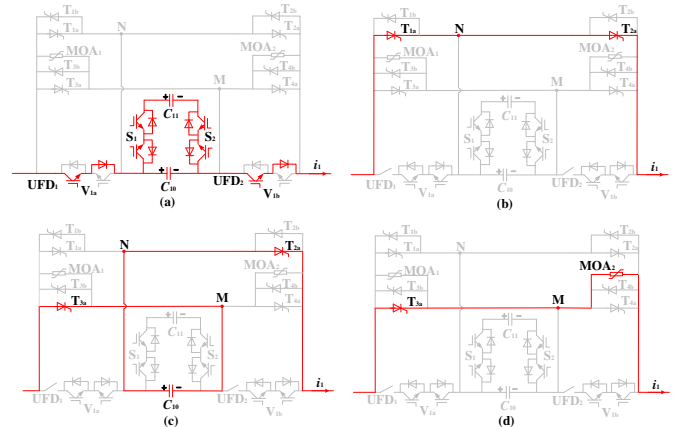 T1b
T1a
N
T2b
T2a
MOA1
T3b
T3a
MOA2
T4b
T4a
M
C11
S1
S2
C10
UFD1
V1a
UFD2
V1b
i1
(a)
T1b
T1a
N
T2b
T2a
MOA1
T3b
T3a
MOA2
T4b
T4a
M
C11
S1
S2
C10
UFD1
V1a
UFD2
V1b
i1
(b)
T1b
T1a
N
T2b
T2a
MOA1
T3b
T3a
MOA2
T4b
T4a
M
C11
S1
S2
C10
UFD1
V1a
UFD2
V1b
i1
(c)
T1b
T1a
N
T2b
T2a
MOA1
T3b
T3a
MOA2
T4b
T4a
M
C11
S1
S2
C10
UFD1
V1a
UFD2
V1b
i1
(d)